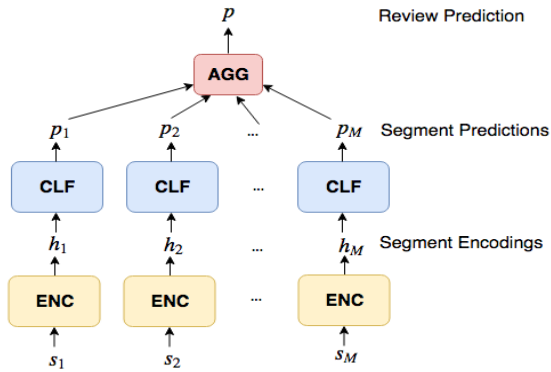 p Review Prediction
AGG
p1 p2 ... pM Segment Predictions
CLF CLF ... CLF
h1 h2 ... hM Segment Encodings
ENC ENC ... ENC
s1 s2 sM